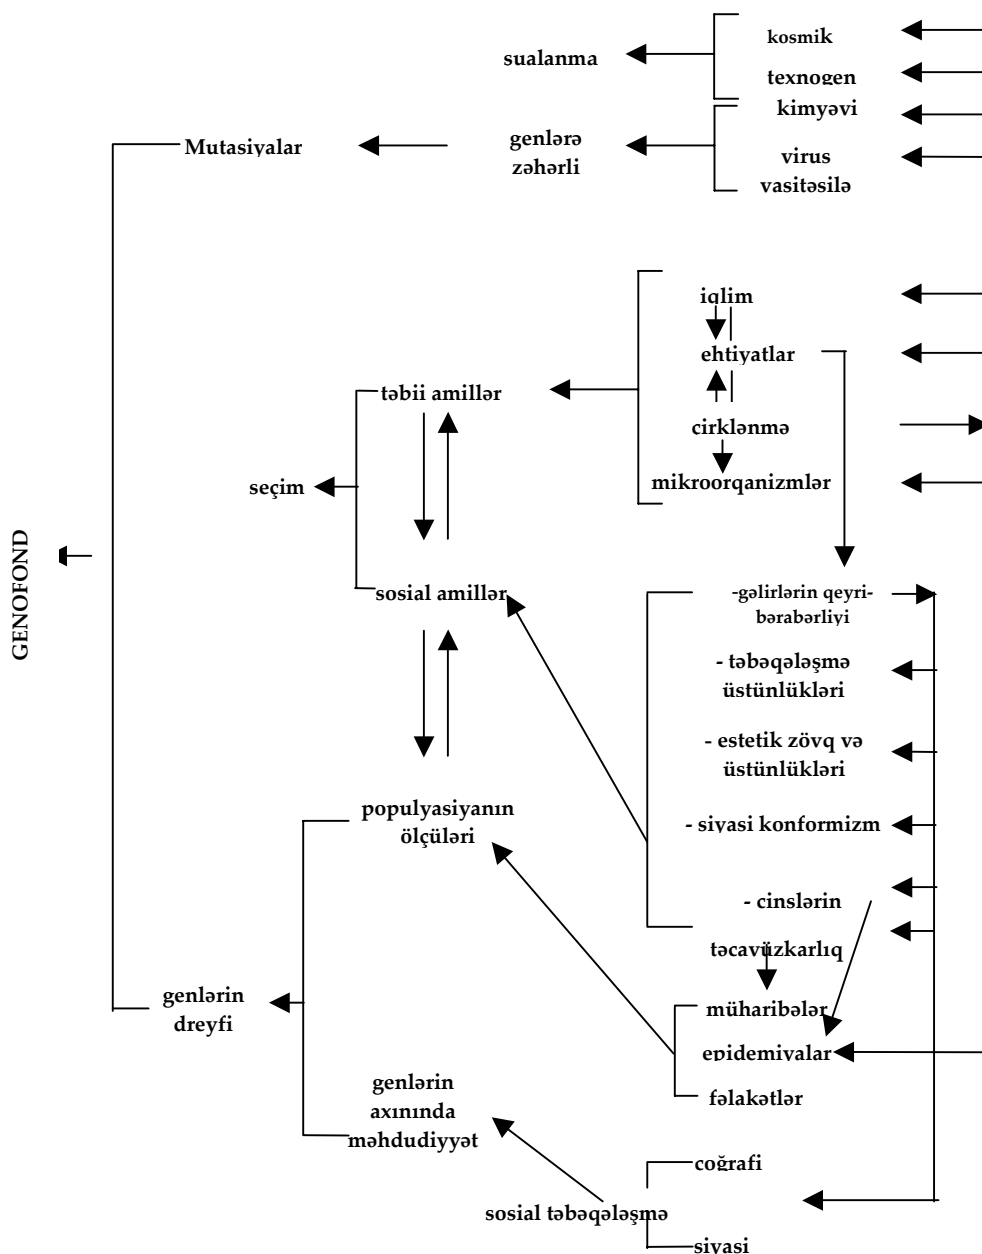 kosmik
sualanma
texnogen
kimyəvi
Mutasiyalar
genlərə
zəhərli
virus
vasitəsilə
iqlim
ehtiyatlar
təbii amillər
cirklənmə
seçim
mikroorqanizmlər
GENOFOND
sosial amillər
-gəlirlərin qeyri-
bərabərliyi
- təbəqələşmə
üstünlükləri
- estetik zövq və
üstünlükləri
populyasiyanın
ölçüləri
- siyasi konformizm
- cinslərin
təcavüzkarlıq
genlərin
dreyfi
müharibələr
epidemiyalar
fəlakətlər
genlərin
axınında
məhdudiyyət
coğrafi
sosial təbəqələşmə
siyasi